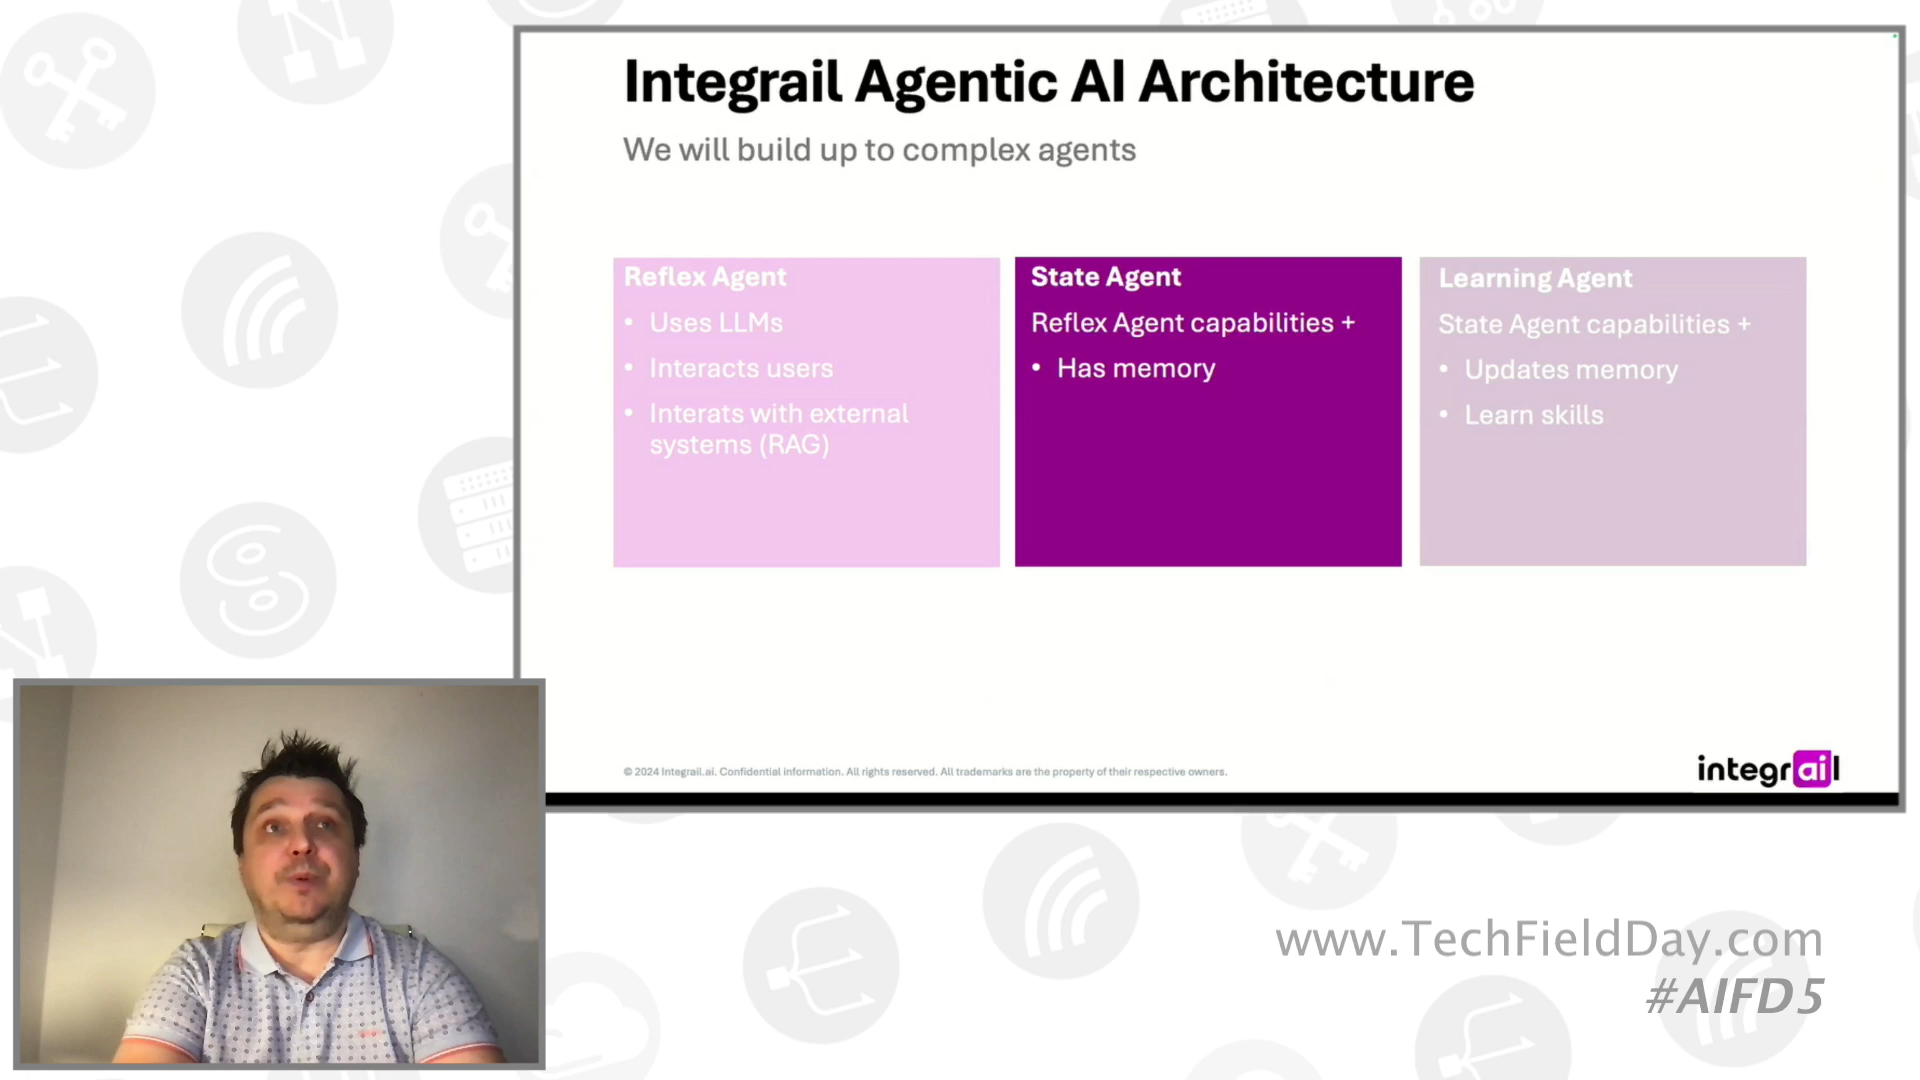 Integrail Agentic AI Architecture
We will build up to complex agents
Reflex Agent
• Uses LLMs
• Interacts users
• Interats with external
systems (RAG)
State Agent
Reflex Agent capabilities +
• Has memory
Learning Agent
State Agent capabilities +
• Updates memory
• Learn skills
© 2024 Integrail.ai. Confidential information. All rights reserved. All trademarks are the property of their respective owners.
integrail
www.TechFieldDay.com
#AIFD5